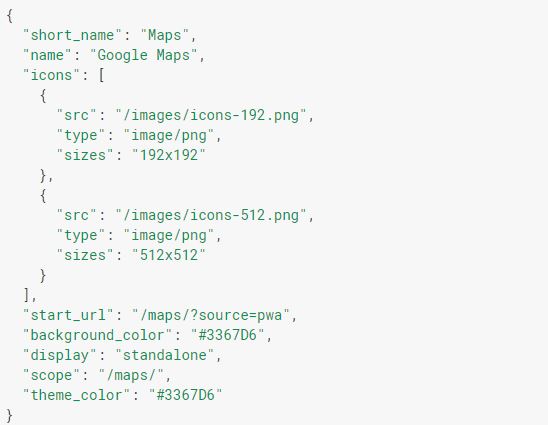 {
  "short_name": "Maps",
  "name": "Google Maps",
  "icons": [
    {
      "src": "/images/icons-192.png",
      "type": "image/png",
      "sizes": "192x192"
    },
    {
      "src": "/images/icons-512.png",
      "type": "image/png",
      "sizes": "512x512"
    }
  ],
  "start_url": "/maps/?source=pwa",
  "background_color": "#3367D6",
  "display": "standalone",
  "scope": "/maps/",
  "theme_color": "#3367D6"
}